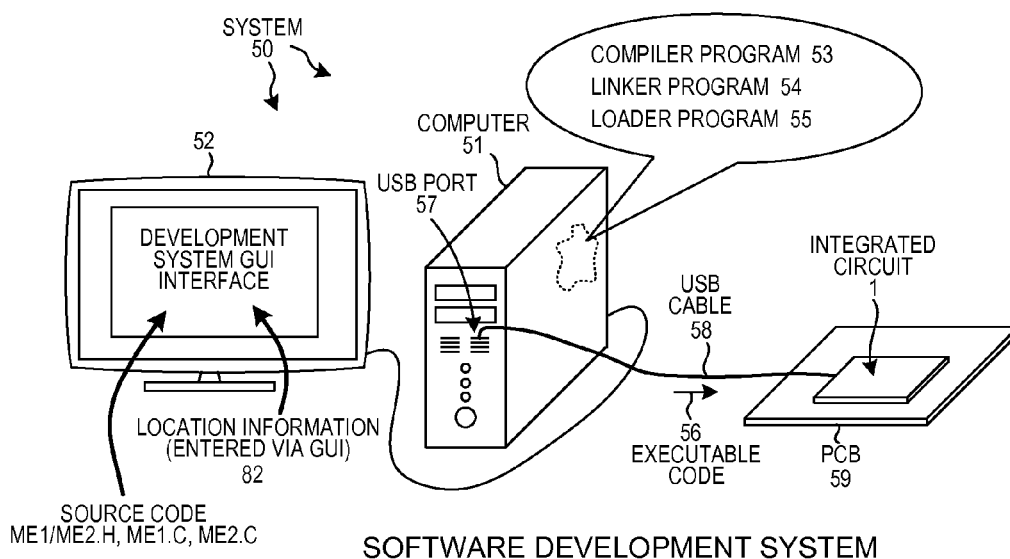 SYSTEM
50
COMPILER PROGRAM 53
LINKER PROGRAM 54
LOADER PROGRAM 55
COMPUTER
51
52
USB PORT
57
DEVELOPMENT
SYSTEM GUI
INTERFACE
INTEGRATED
CIRCUIT
1
USB
CABLE
58
56
EXECUTABLE
CODE
PCB
59
LOCATION INFORMATION
(ENTERED VIA GUI)
82
SOURCE CODE
ME1/ME2.H, ME1.C, ME2.C
SOFTWARE DEVELOPMENT SYSTEM